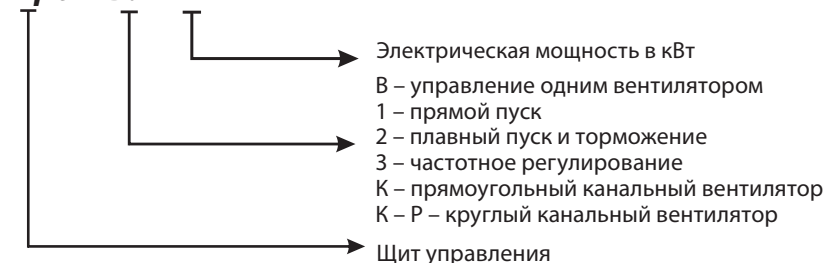 Электрическая мощность в кВт
В – управление одним вентилятором
1 – прямой пуск
2 – плавный пуск и торможение
3 – частотное регулирование
К – прямоугольный канальный вентилятор
К – Р – круглый канальный вентилятор
Щит управления